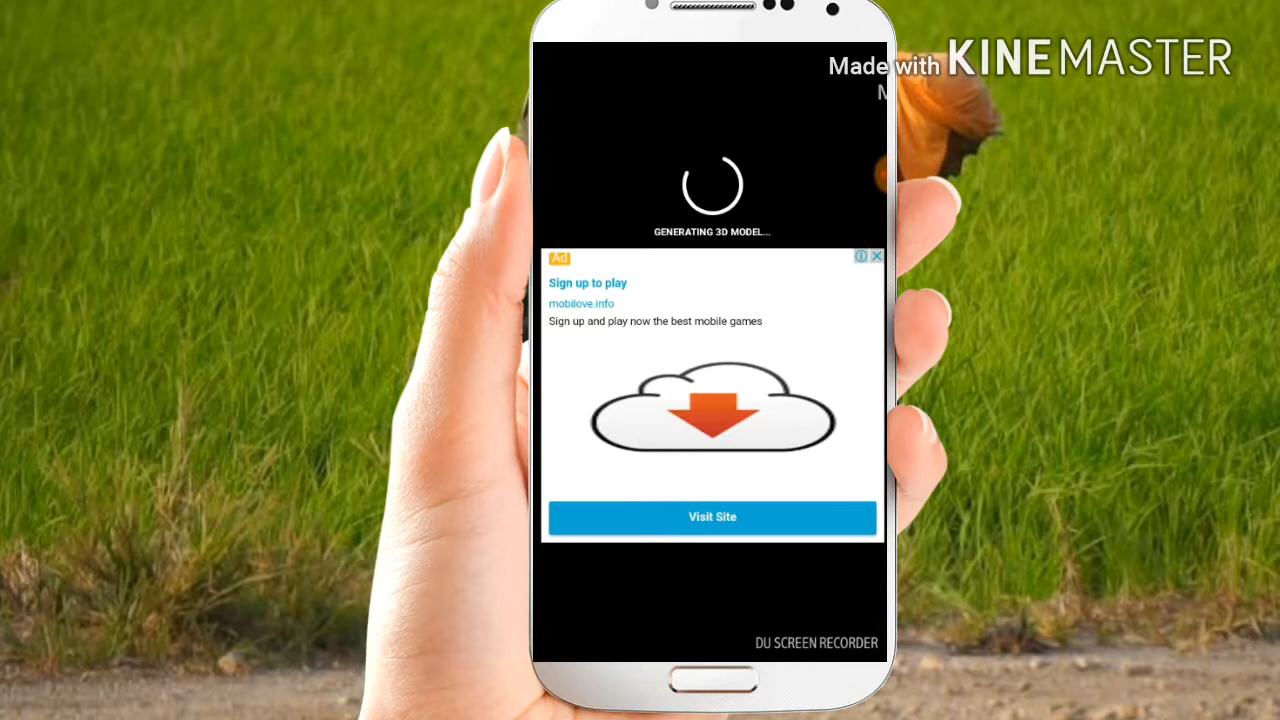 Made with KINEMASTER
M
GENERATING 3D MODEL...
Ad
Sign up to play
mobilove.info
Sign up and play now the best mobile games
Visit Site
DU SCREEN RECORDER